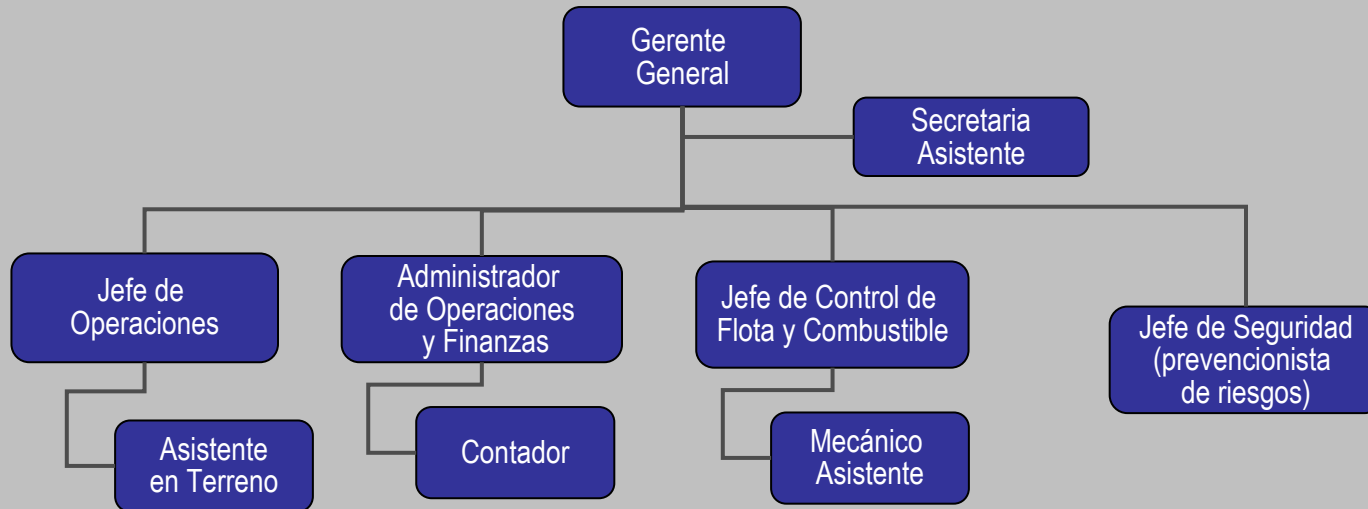 Gerente
General
Secretaria
Asistente
Jefe de
Operaciones
Administrador
de Operaciones
y Finanzas
Jefe de Control de
Flota y Combustible
Jefe de Seguridad
(prevencionista
de riesgos)
Asistente
en Terreno
Contador
Mecánico
Asistente